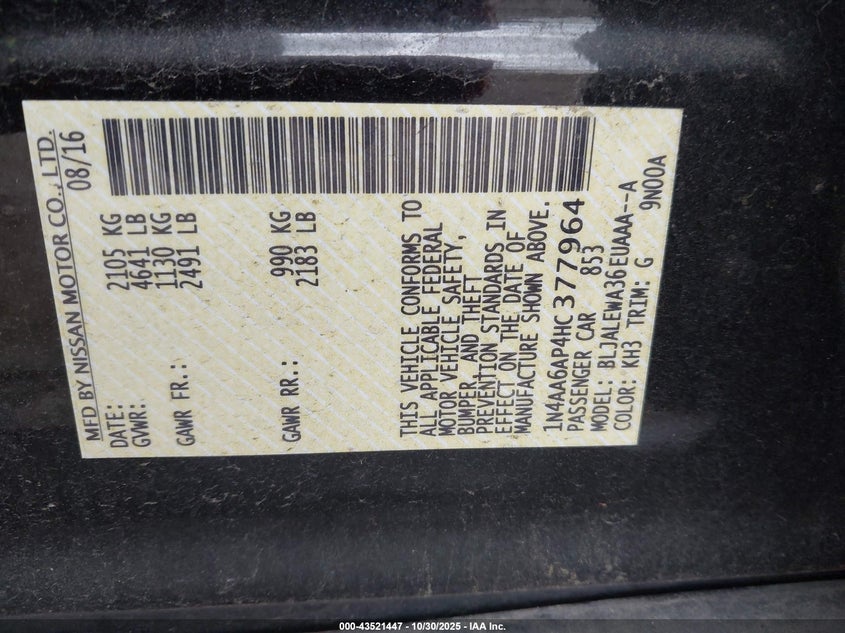 MFD BY NISSAN MOTOR CO., LTD.
DATE: 08/16
GVWR: 2105 KG
4641 LB
GAWR FR.: 1130 KG
2491 LB
GAWR RR.: 990 KG
2183 LB
THIS VEHICLE CONFORMS TO
ALL APPLICABLE FEDERAL
MOTOR VEHICLE SAFETY,
BUMPER, AND THEFT
PREVENTION STANDARDS IN
EFFECT ON THE DATE OF
MANUFACTURE SHOWN ABOVE.
1N4AA6AP4HC377964
PASSENGER CAR 853
MODEL: BLJALEWA36EUAAA--A
COLOR: KH3 TRIM: G 9N00A
000-43521447 - 10/30/2025 - IAA Inc.